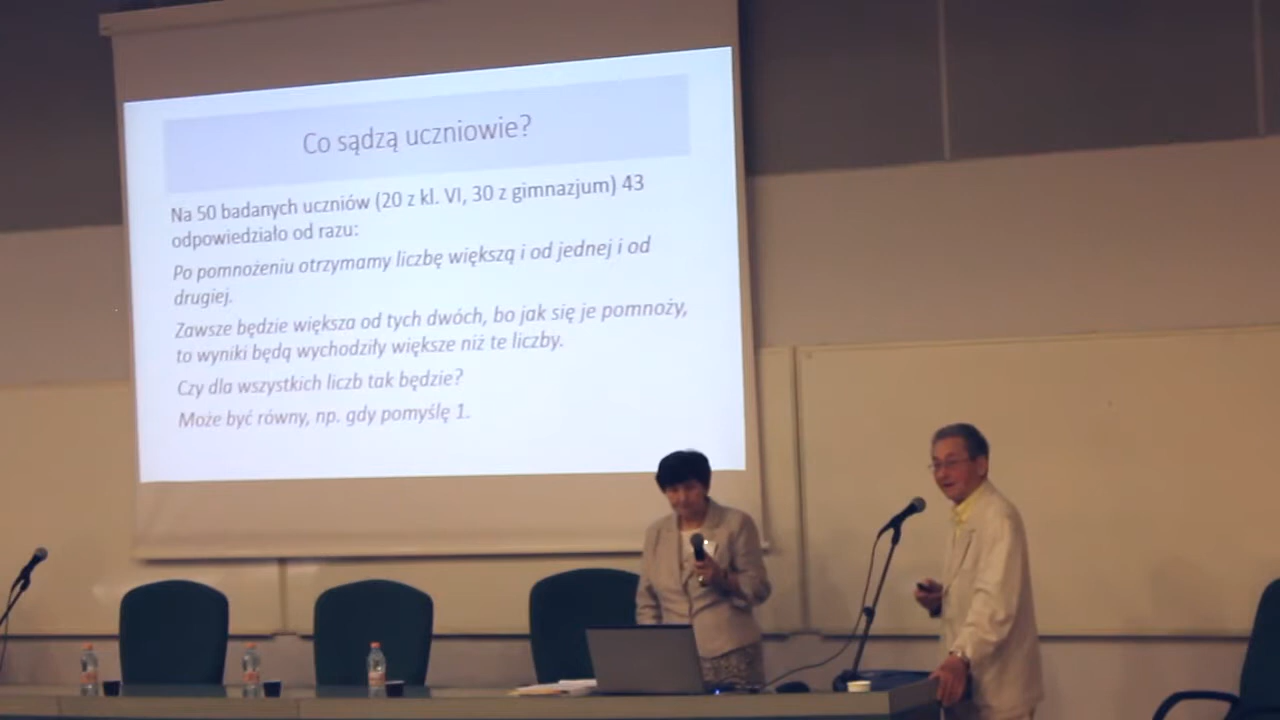 Co sądzą uczniowie?
Na 50 badanych uczniów (20 z kl. VI, 30 z gimnazjum) 43
odpowiedziało od razu:
Po pomnożeniu otrzymamy liczbę większą i od jednej i od
drugiej.
Zawsze będzie większa od tych dwóch, bo jak się je pomnoży,
to wyniki będą wychodziły większe niż te liczby.
Czy dla wszystkich liczb tak będzie?
Może być równy, np. gdy pomyślę 1.